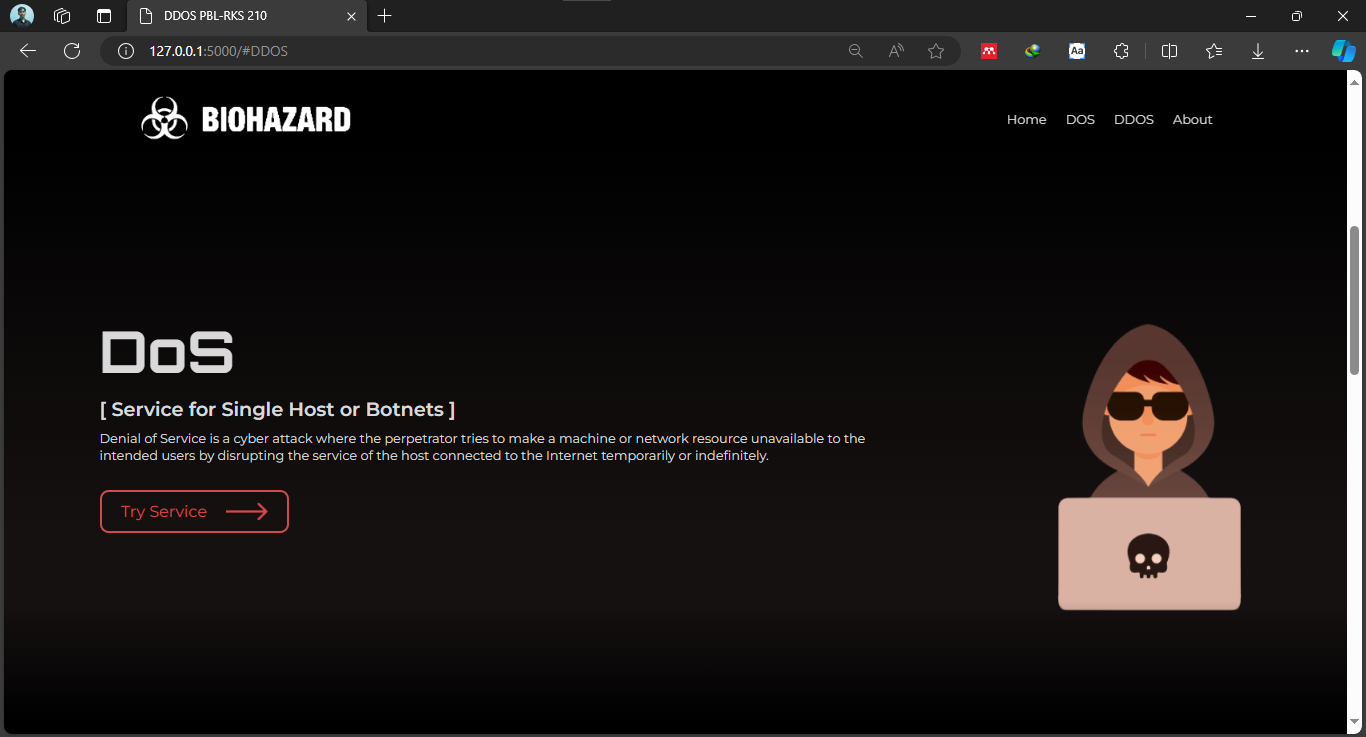 DDOS PBL-RKS 210
127.0.0.1:5000/#DDOS
Aa
BIOHAZARD
Home DOS DDOS About
DoS
[ Service for Single Host or Botnets ]
Denial of Service is a cyber attack where the perpetrator tries to make a machine or network resource unavailable to the
intended users by disrupting the service of the host connected to the Internet temporarily or indefinitely.
Try Service